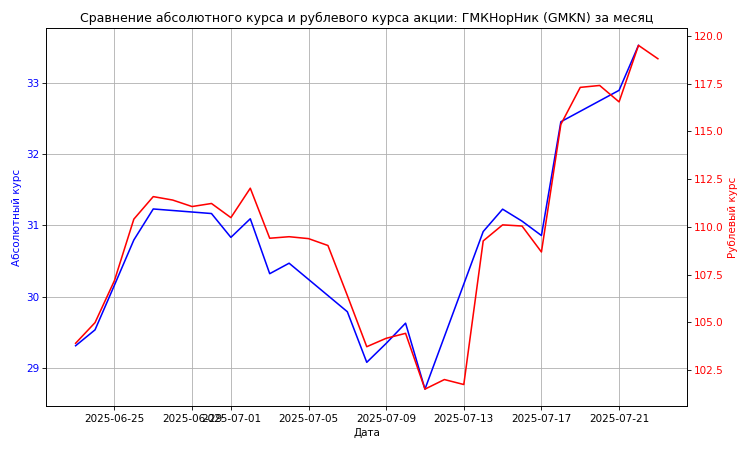 Сравнение абсолютного курса и рублевого курса акции: ГМКНорНик (GMKN) за месяц
120.0
33
117.5
115.0
32
112.5
Абсолютный курс
Рублевый курс
31
110.0
107.5
30
105.0
29
102.5
2025-06-25 2025-06-29 2025-07-01 2025-07-05 2025-07-09 2025-07-13 2025-07-17 2025-07-21
Дата